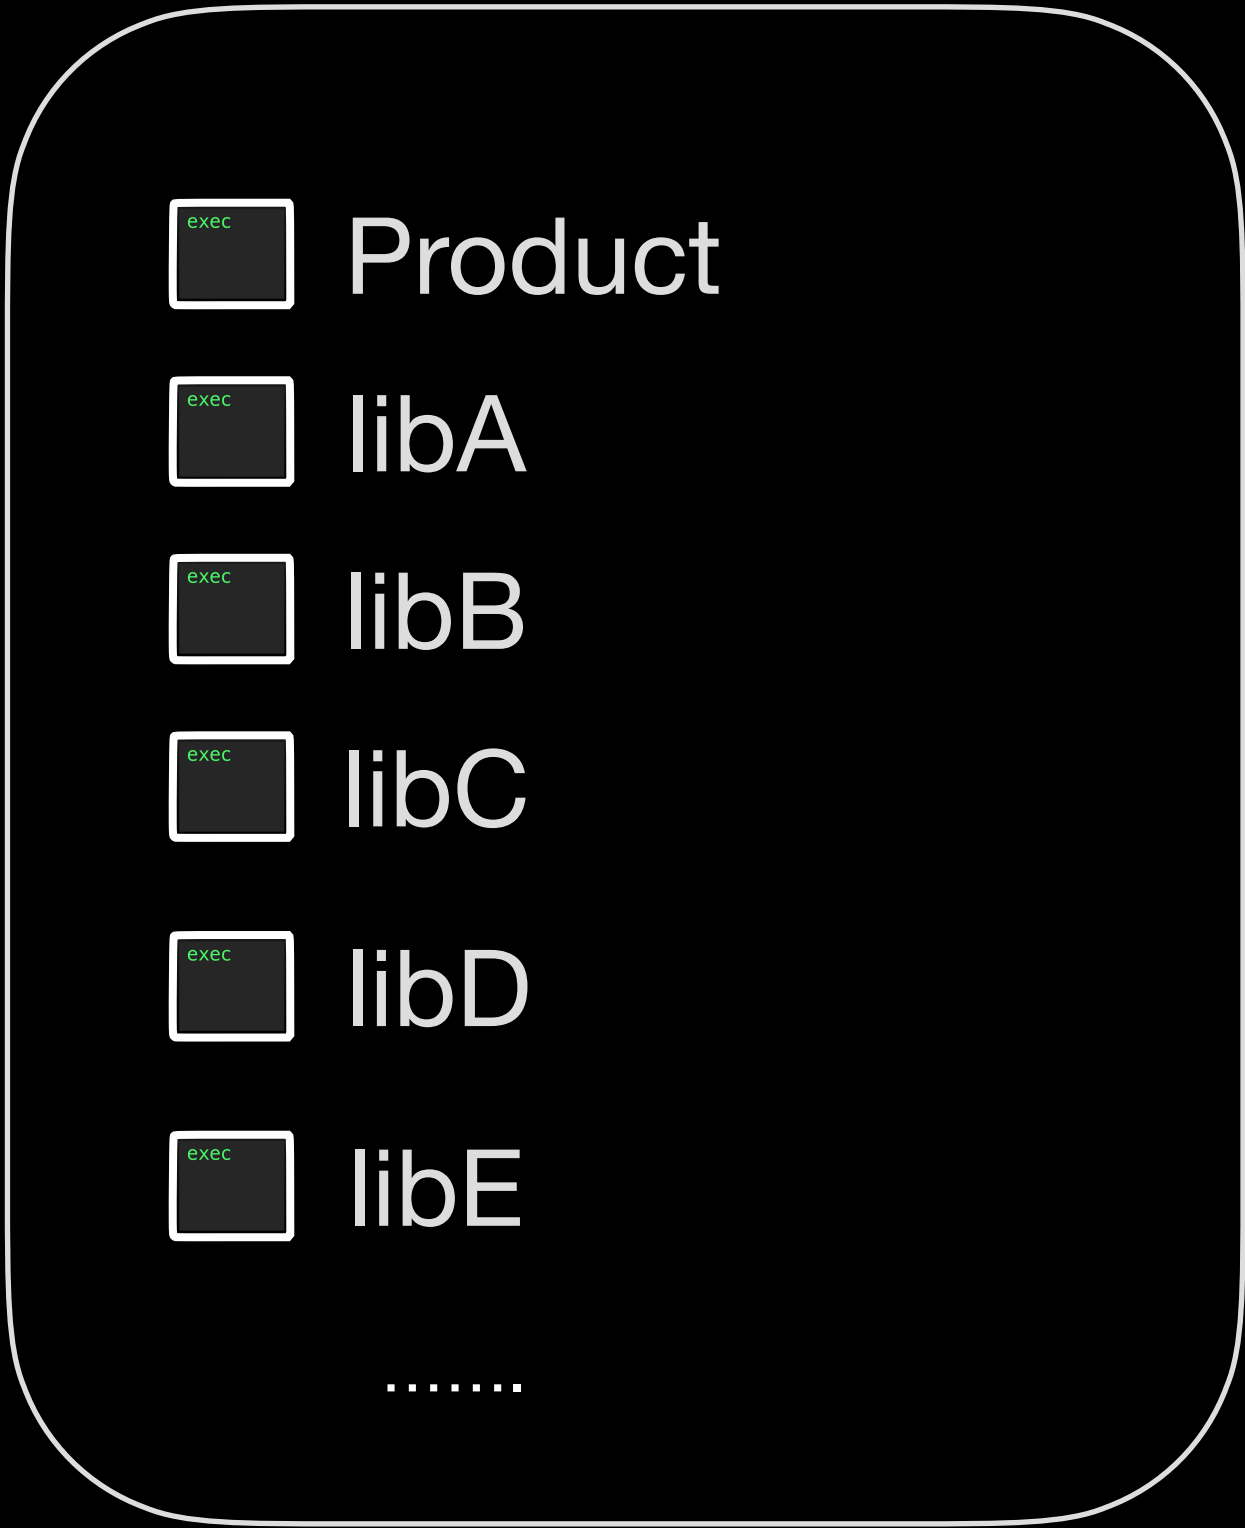 exec Product
exec libA
exec libB
exec libC
exec libD
exec libE
.......